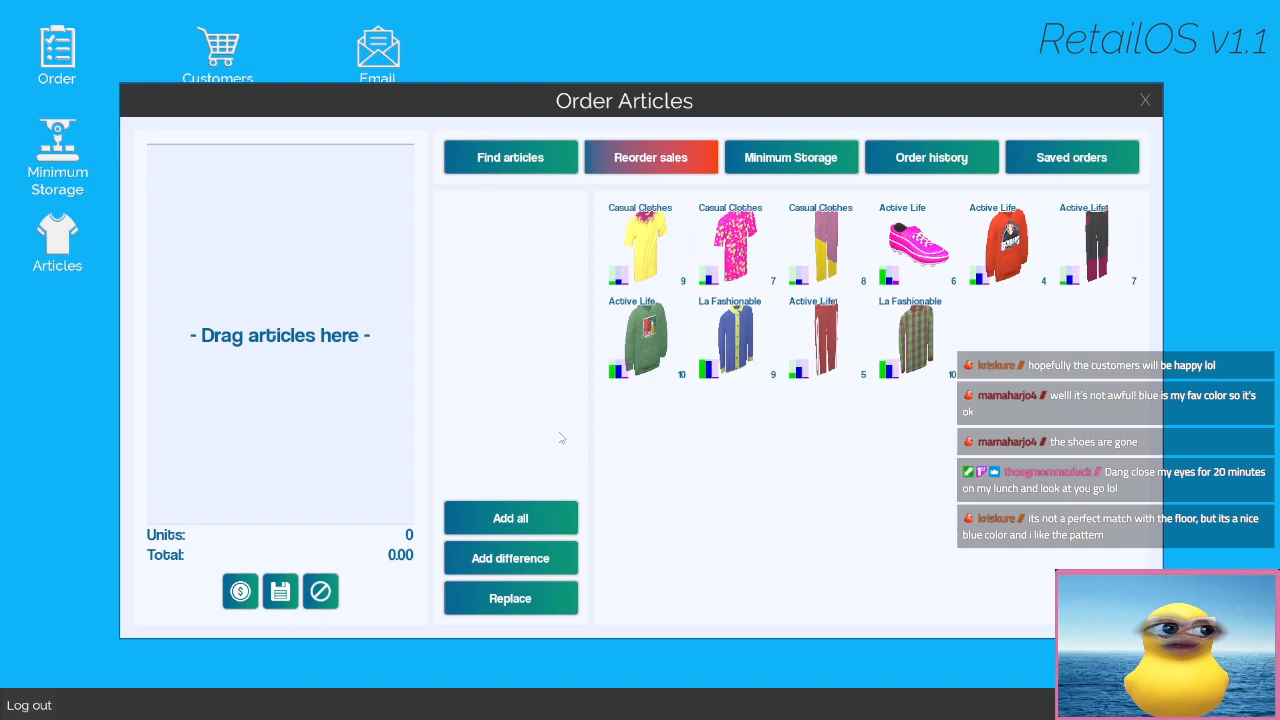 RetailOS v1.1
Order
Customers
Email
Minimum
Storage
Articles
Order Articles
X
Find articles
Reorder sales
Minimum Storage
Order history
Saved orders
- Drag articles here -
Casual Clothes
Casual Clothes
Casual Clothes
Active Life
Active Life
Active Life
9
7
8
6
4
7
Active Life
La Fashionable
Active Life
La Fashionable
10
9
5
10
Units: 0
Total: 0.00
Add all
Add difference
Replace
kriskure // hopefully the customers will be happy lol
mamaharjo4 // welll it's not awful! blue is my fav color so it's
ok
mamaharjo4 // the shoes are gone
theogmommaduck // Dang close my eyes for 20 minutes
on my lunch and look at you go lol
kriskure // its not a perfect match with the floor, but its a nice
blue color and i like the pattern
Log out